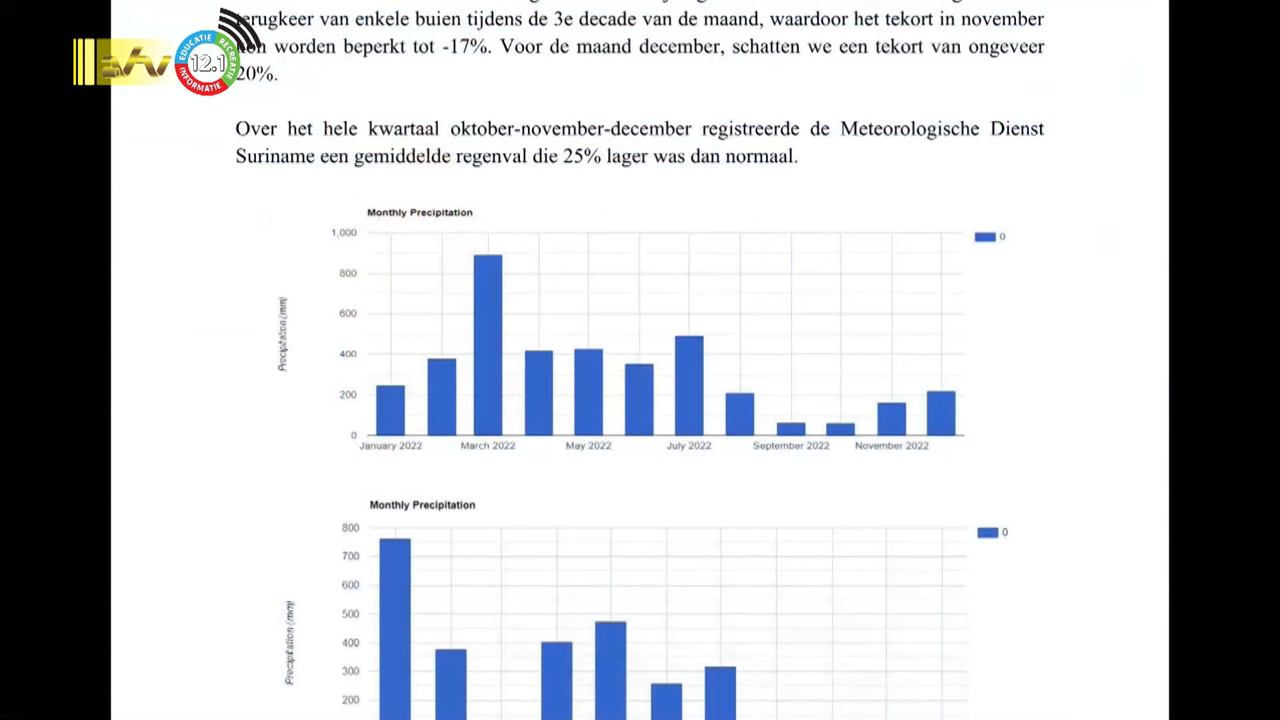 terugkeer van enkele buien tijdens de 3e decade van de maand, waardoor het tekort in november
worden beperkt tot -17%. Voor de maand december, schatten we een tekort van ongeveer
20%.
EDUCATIE
RECREATIE
INFORMATIE
12.1
Over het hele kwartaal oktober-november-december registreerde de Meteorologische Dienst
Suriname een gemiddelde regenval die 25% lager was dan normaal.
Monthly Precipitation
0
Precipitation (mm)
1,000
800
600
400
200
0
January 2022 March 2022 May 2022 July 2022 September 2022 November 2022
Monthly Precipitation
0
Precipitation (mm)
800
700
600
500
400
300
200